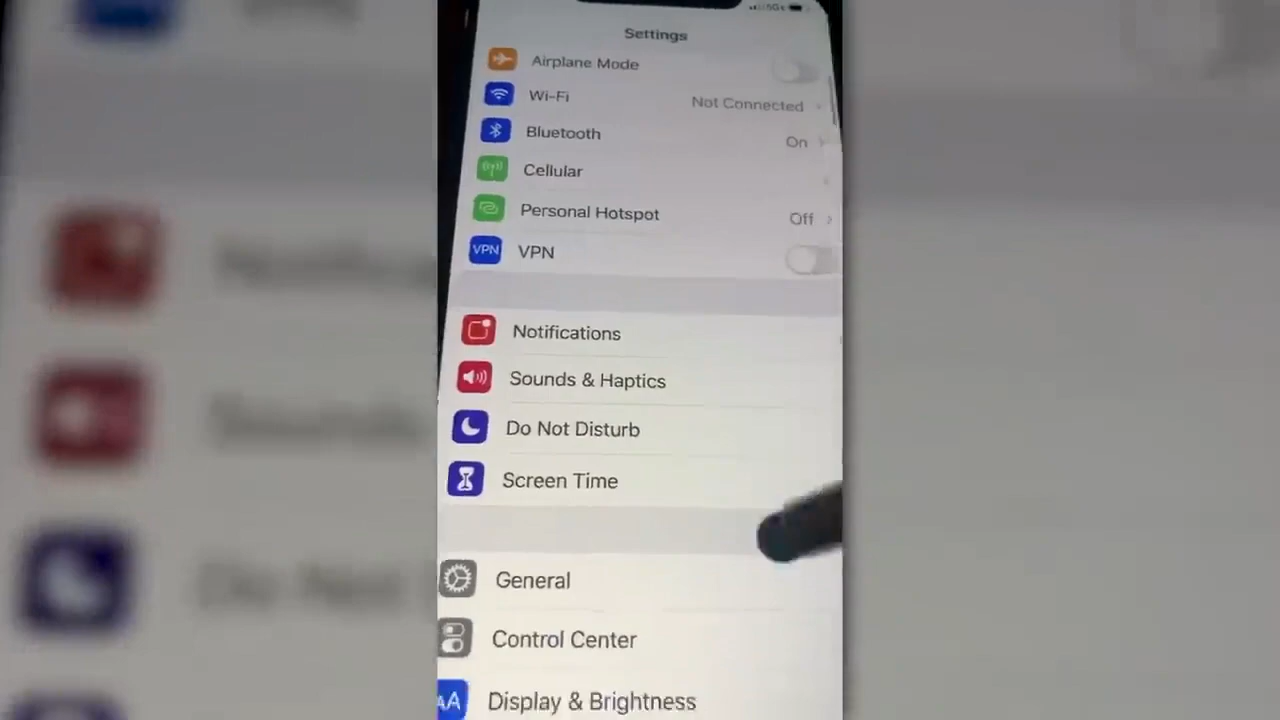 5G
Settings
Airplane Mode
Wi-Fi Not Connected
Bluetooth On
Cellular
Personal Hotspot Off
VPN VPN
Notifications
Sounds & Haptics
Do Not Disturb
Screen Time
General
Control Center
AA Display & Brightness